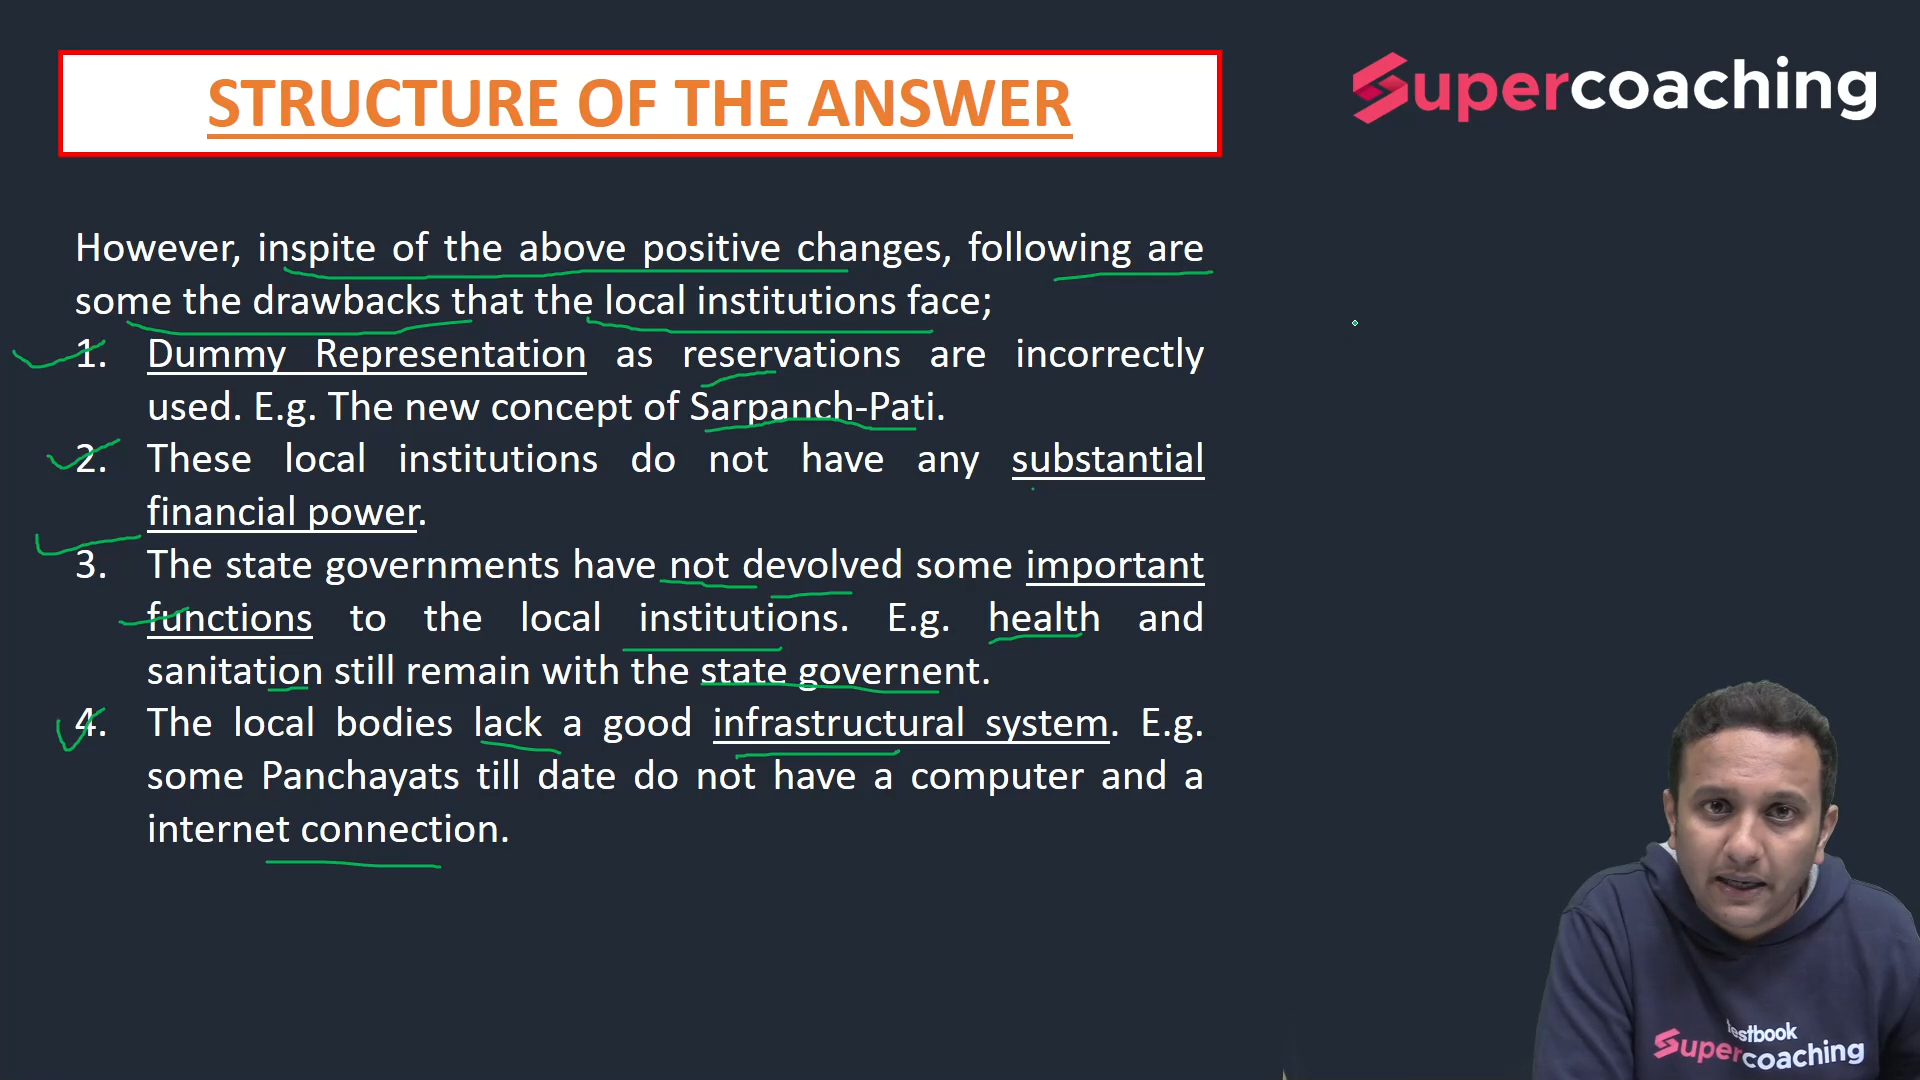 STRUCTURE OF THE ANSWER
Supercoaching
However, inspite of the above positive changes, following are
some the drawbacks that the local institutions face;
1. Dummy Representation as reservations are incorrectly
used. E.g. The new concept of Sarpanch-Pati.
2. These local institutions do not have any substantial
financial power.
3. The state governments have not devolved some important
functions to the local institutions. E.g. health and
sanitation still remain with the state governent.
4. The local bodies lack a good infrastructural system. E.g.
some Panchayats till date do not have a computer and a
internet connection.
testbook
Supercoaching